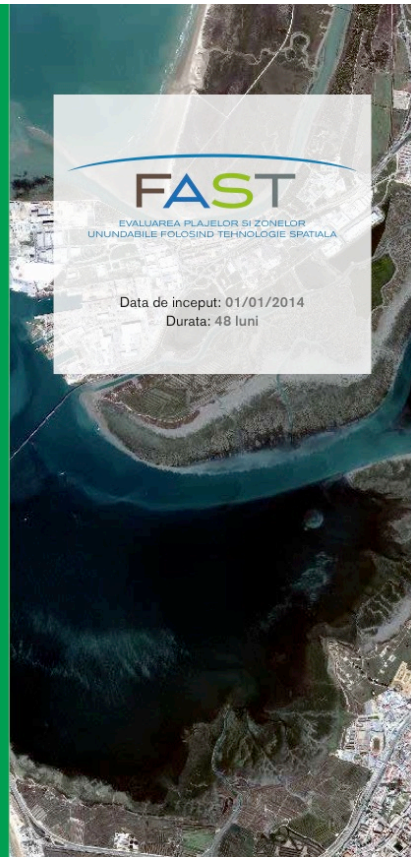 FAST
EVALUAREA PLAJELOR SI ZONELOR
UNUNDABILE FOLOSIND TEHNOLOGIE SPATIALA
Data de inceput: 01/01/2014
Durata: 48 luni